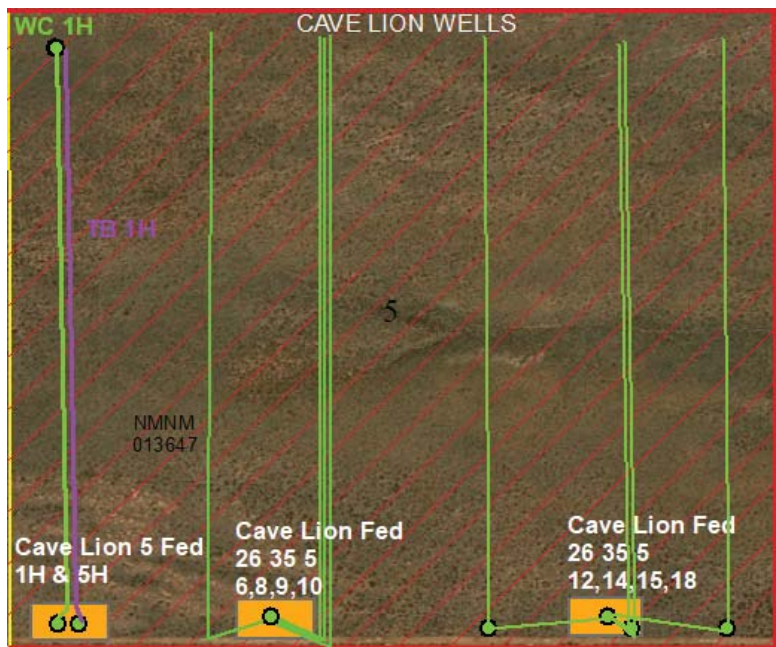 CAVE LION WELLS
WC 1H
TB 1H
5
NMNM
013647
Cave Lion 5 Fed
1H & 5H
Cave Lion Fed
26 35 5
6,8,9,10
Cave Lion Fed
26 35 5
12,14,15,18